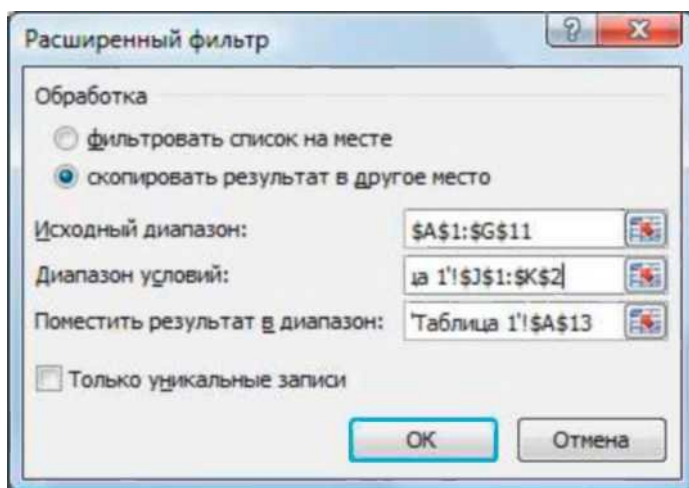 Расширенный фильтр
Обработка
фильтровать список на месте
скопировать результат в другое место
Исходный диапазон: $A$1:$G$11
Диапазон условий: ца 1'!$J$1:$K$2
Поместить результат в диапазон: 'Таблица 1'!$A$13
Только уникальные записи
ОК Отмена